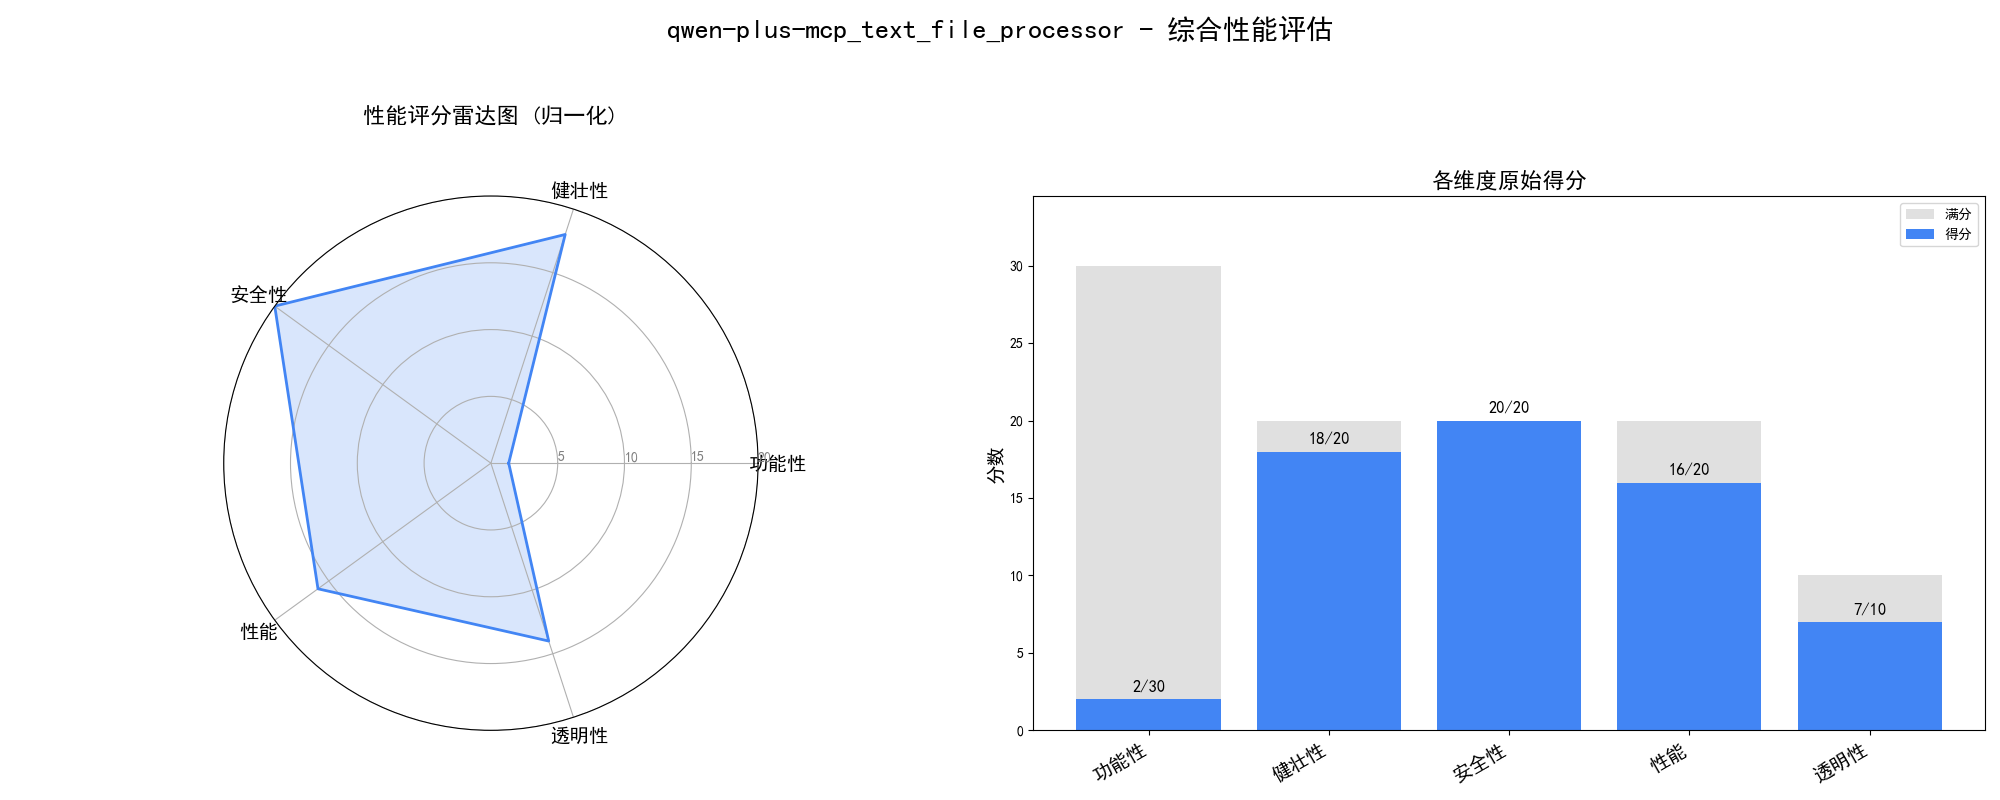 qwen-plus-mcp_text_file_processor - 综合性能评估
性能评分雷达图 (归一化)
健壮性
安全性
功能性
性能
透明性
5
10
15
20
各维度原始得分
满分
得分
分数
30
25
20
15
10
5
0
2/30
18/20
20/20
16/20
7/10
功能性
健壮性
安全性
性能
透明性